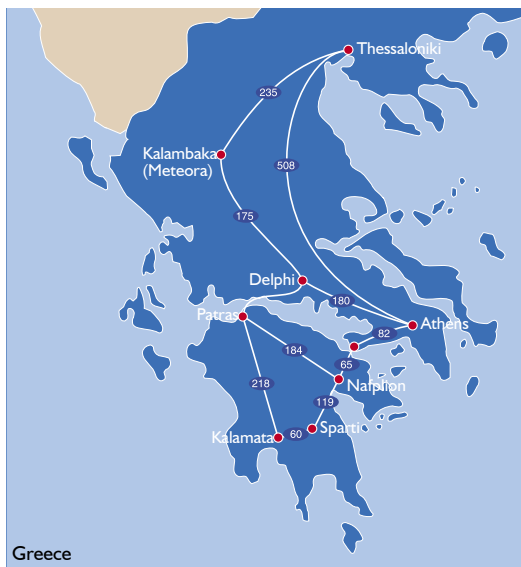 Thessaloniki
235
Kalambaka
(Meteora)
508
175
Delphi
180
Patras
Athens
82
184
65
218
Nafplion
119
Sparti
60
Kalamata
Greece